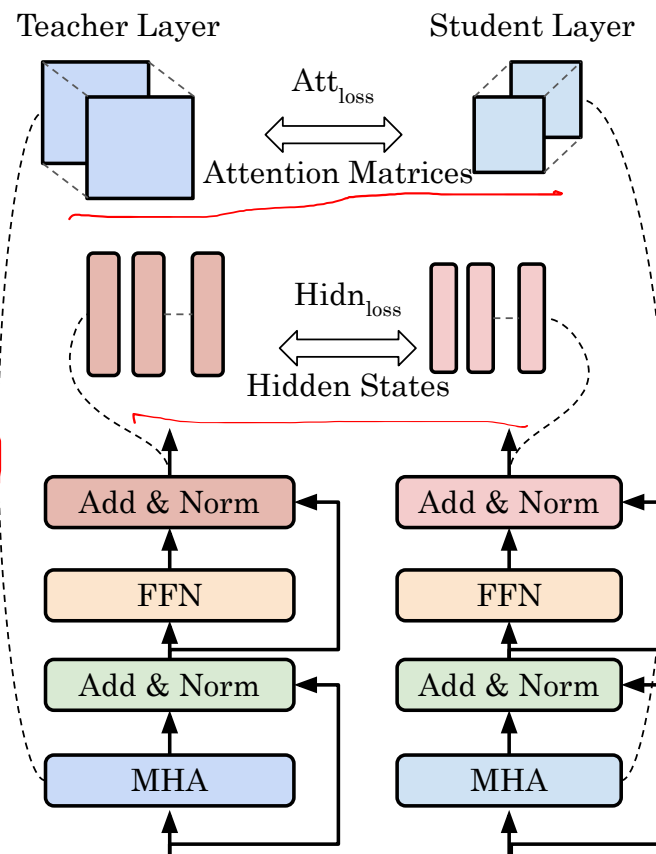 Teacher Layer Student Layer
Att_loss
Attention Matrices
Hidn_loss
Hidden States
Add & Norm Add & Norm
FFN FFN
Add & Norm Add & Norm
MHA MHA